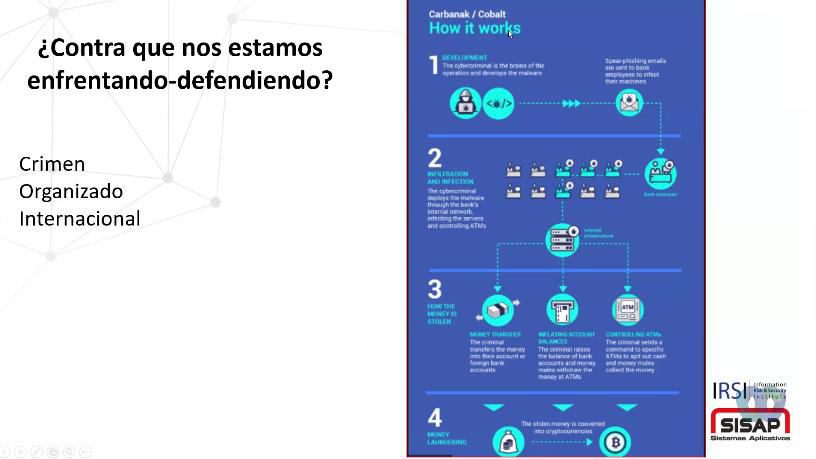 ¿Contra que nos estamos
enfrentando-defendiendo?
Crimen
Organizado
Internacional
Carbanak / Cobalt
How it works
1
DEVELOPMENT
The cybercriminal is the brains of the
operation and develops the malware
Spear-phishing emails
are sent to bank
employees to infect
their machines
2
INFILTRATION
AND INFECTION
The cybercriminal
deploys the malware
through the bank's
internal network,
infecting the servers
and controlling ATMs
Bank employee
Infected
infrastructure
3
HOW THE
MONEY IS
STOLEN
ATM
MONEY TRANSFER
The criminal
transfers the money
into their account or
foreign bank
accounts
INFLATING ACCOUNT
BALANCES
The criminal raises
the balance of bank
accounts and money
mules withdraw the
money at ATMs
CONTROLLING ATMs
The criminal sends a
command to specific
ATMs to spit out cash
and money mules
collect the money
4
MONEY
LAUNDERING
The stolen money is converted
into cryptocurrencies
IRSI
Information
Risk & Security
Institute
SISAP
Sistemas Aplicativos